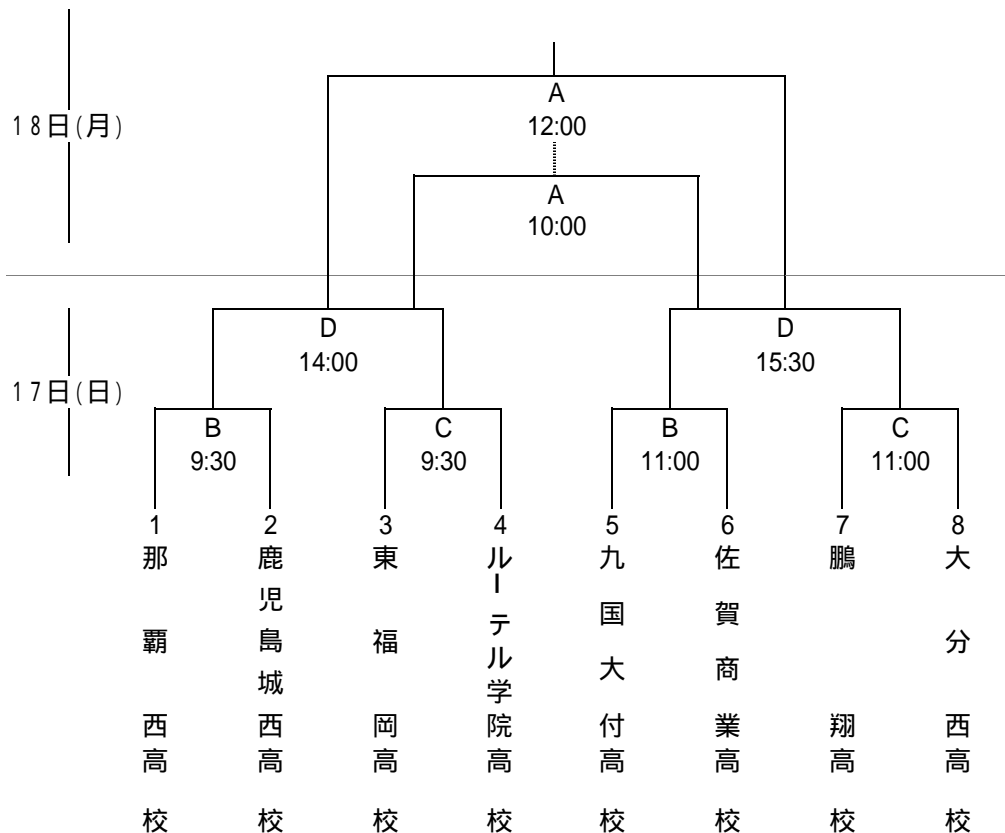 A
12:00
18日(月)
A
10:00
D
14:00
D
15:30
17日(日)
B
9:30
C
9:30
B
11:00
C
11:00
1
那覇西高校
2
鹿児島城西高校
3
東福岡高校
4
ルーテル学院高校
5
九国大付高校
6
佐賀商業高校
7
鵬翔高校
8
大分西高校